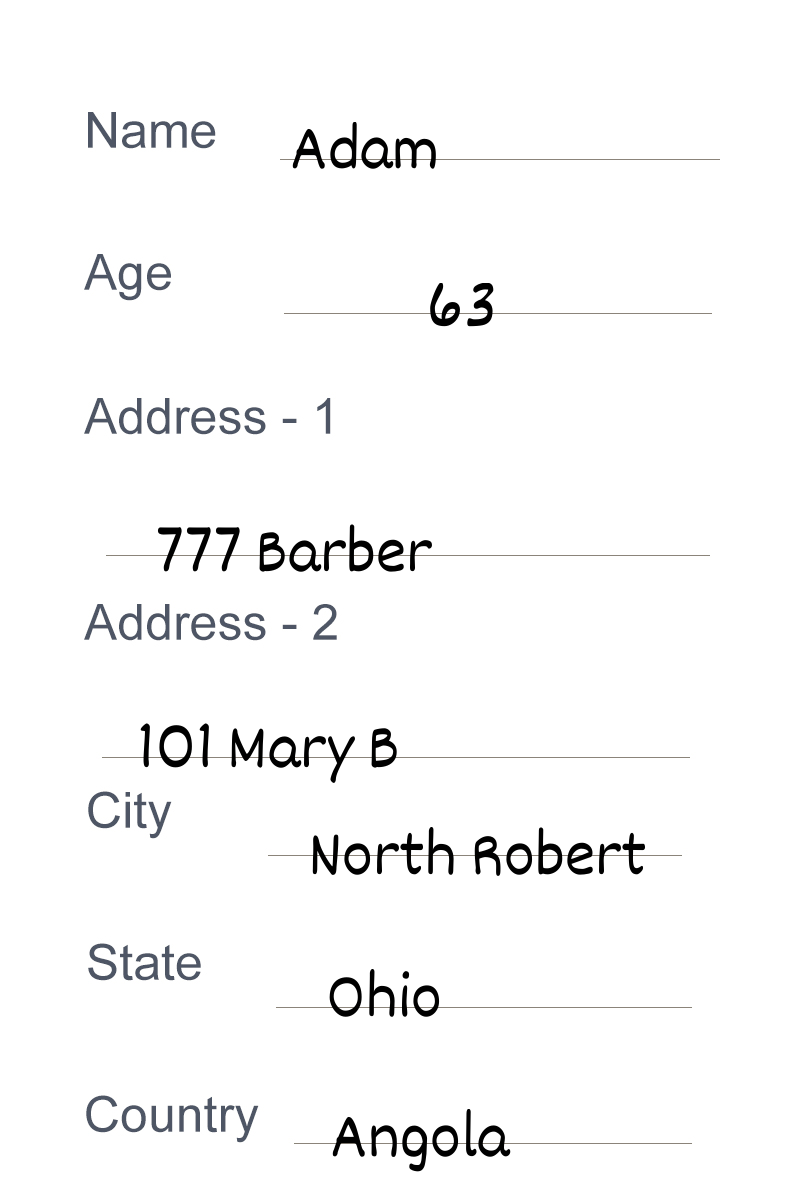 Name Adam
Age 63
Address - 1
777 Barber
Address - 2
101 Mary B
City North Robert
State Ohio
Country Angola